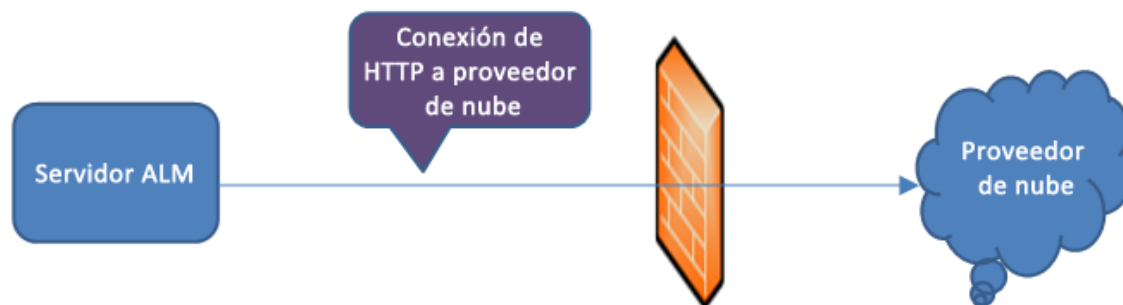 Servidor ALM
Conexión de
HTTP a proveedor
de nube
Proveedor
de nube